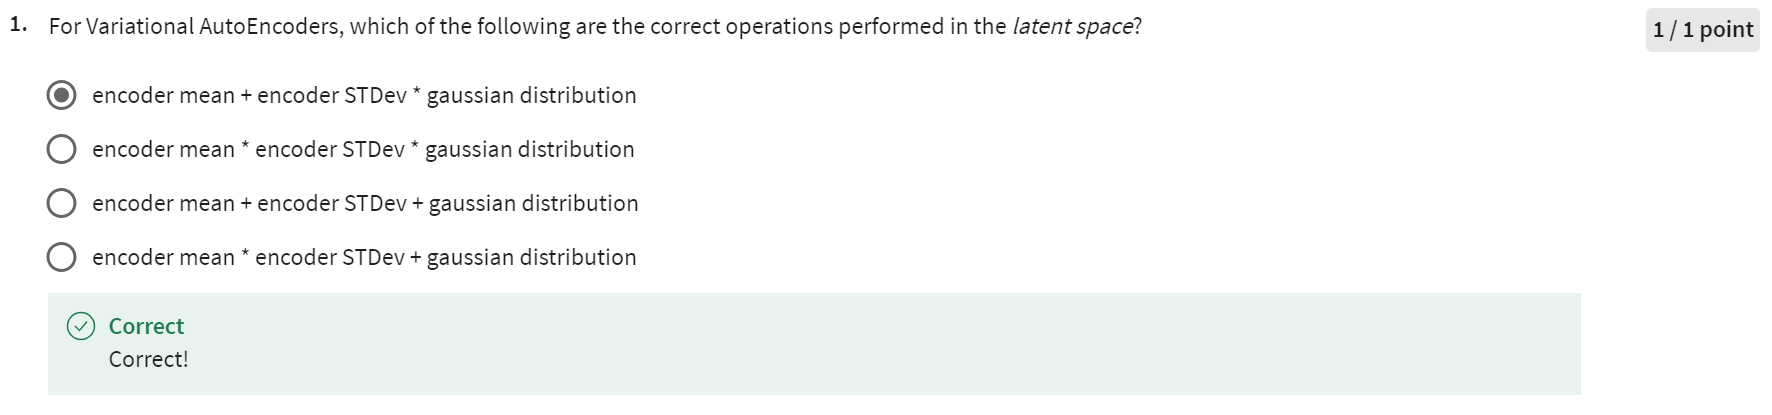 1. For Variational AutoEncoders, which of the following are the correct operations performed in the latent space?
1 / 1 point
encoder mean + encoder STDev * gaussian distribution
encoder mean * encoder STDev * gaussian distribution
encoder mean + encoder STDev + gaussian distribution
encoder mean * encoder STDev + gaussian distribution
Correct
Correct!